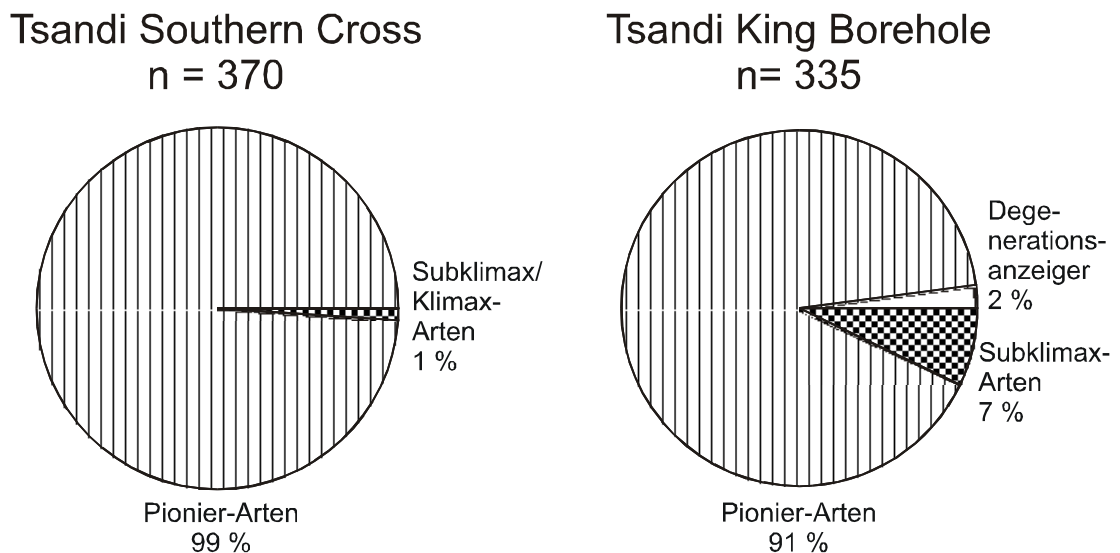 Tsandi Southern Cross
n = 370
Subklimax/
Klimax-
Arten
1 %
Pionier-Arten
99 %
Tsandi King Borehole
n= 335
Dege-
nerations-
anzeiger
2 %
Subklimax-
Arten
7 %
Pionier-Arten
91 %